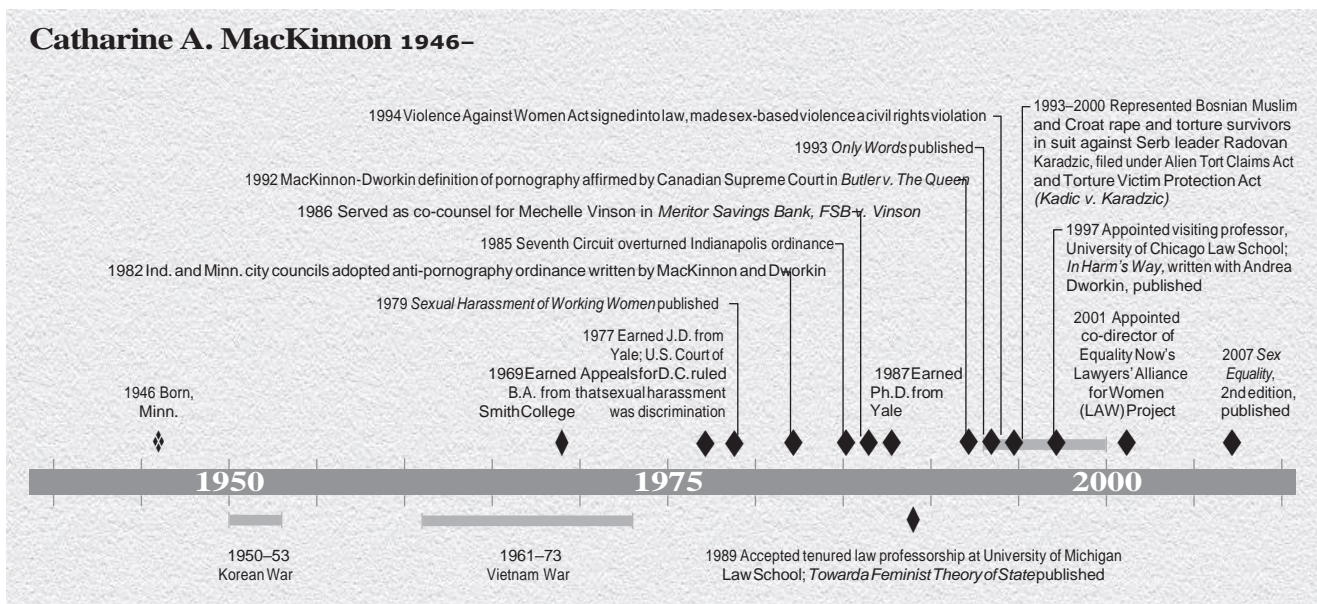 Catharine A. MacKinnon 1946–
1994 Violence Against Women Act signed into law, made sex-based violence a civil rights violation
1993 Only Words published
1992 MacKinnon-Dworkin definition of pornography affirmed by Canadian Supreme Court in Butler v. The Queen
1986 Served as co-counsel for Mechelle Vinson in Meritor Savings Bank, FSB v. Vinson
1985 Seventh Circuit overturned Indianapolis ordinance
1982 Ind. and Minn. city councils adopted anti-pornography ordinance written by MacKinnon and Dworkin
1979 Sexual Harassment of Working Women published
1977 Earned J.D. from
Yale; U.S. Court of
Appeals for D.C. ruled
that sexual harassment
was discrimination
1969 Earned
B.A. from
Smith College
1946 Born,
Minn.
1987 Earned
Ph.D. from
Yale
1993–2000 Represented Bosnian Muslim
and Croat rape and torture survivors
in suit against Serb leader Radovan
Karadzic, filed under Alien Tort Claims Act
and Torture Victim Protection Act
(Kadic v. Karadzic)
1997 Appointed visiting professor,
University of Chicago Law School;
In Harm's Way, written with Andrea
Dworkin, published
2001 Appointed
co-director of
Equality Now's
Lawyers' Alliance
for Women
(LAW) Project
2007 Sex
Equality,
2nd edition,
published
1950
1975
2000
1950–53
Korean War
1961–73
Vietnam War
1989 Accepted tenured law professorship at University of Michigan
Law School; Toward a Feminist Theory of State published